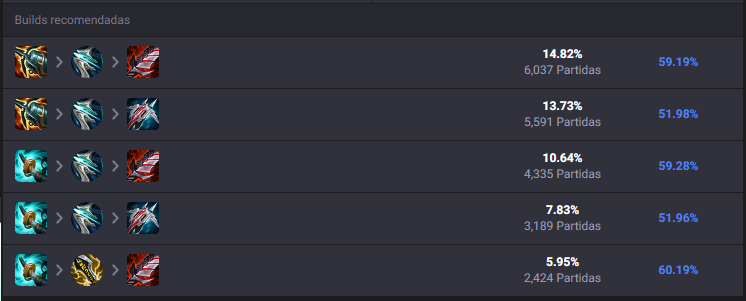 Builds recomendadas
14.82%
6,037 Partidas
59.19%
13.73%
5,591 Partidas
51.98%
10.64%
4,335 Partidas
59.28%
7.83%
3,189 Partidas
51.96%
5.95%
2,424 Partidas
60.19%